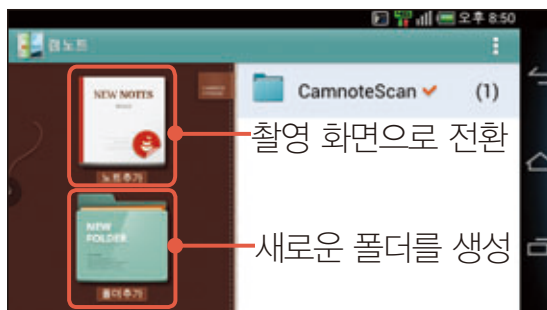 오후 8:50
캠노트
NEW NOTES
CamnoteScan (1)
촬영 화면으로 전환
노트추가
NEW
FOLDER
새로운 폴더를 생성
폴더추가